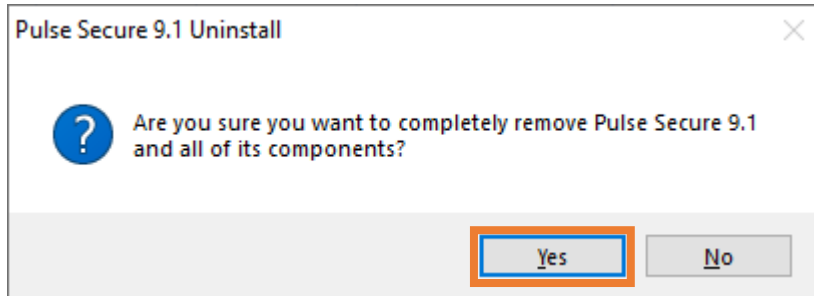 Pulse Secure 9.1 Uninstall
Are you sure you want to completely remove Pulse Secure 9.1
and all of its components?
Yes No